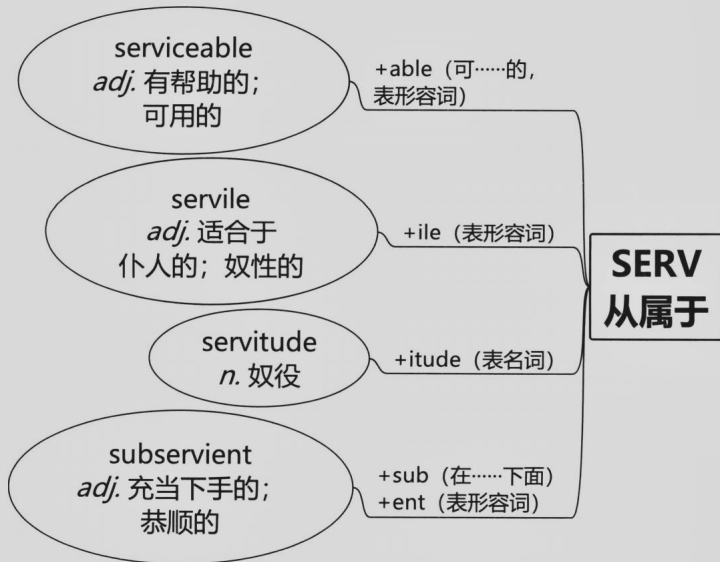 serviceable
adj. 有帮助的；
可用的
+able（可……的，
表形容词）
servile
adj. 适合于
仆人的；奴性的
+ile（表形容词）
SERV
从属于
servitude
n. 奴役
+itude（表名词）
subservient
adj. 充当下手的；
恭顺的
+sub（在……下面）
+ent（表形容词）